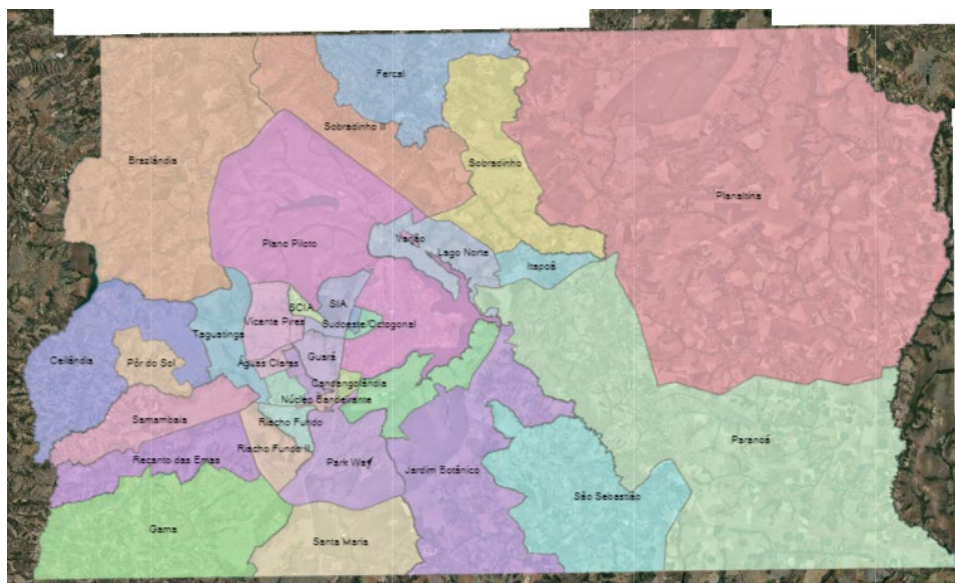 Fercal
Sobradinho II
Brazlândia
Sobradinho
Planaltina
Varjão
Plano Piloto
Lago Norte
Itapoã
SCIA
SIA
Vicente Pires
Sudoeste/Octogonal
Taguatinga
Ceilândia
Pôr do Sol
Águas Claras
Guará
Candangolândia
Núcleo Bandeirante
Samambaia
Riacho Fundo
Riacho Fundo II
Recanto das Emas
Park Way
Jardim Botânico
Paranoá
São Sebastião
Gama
Santa Maria